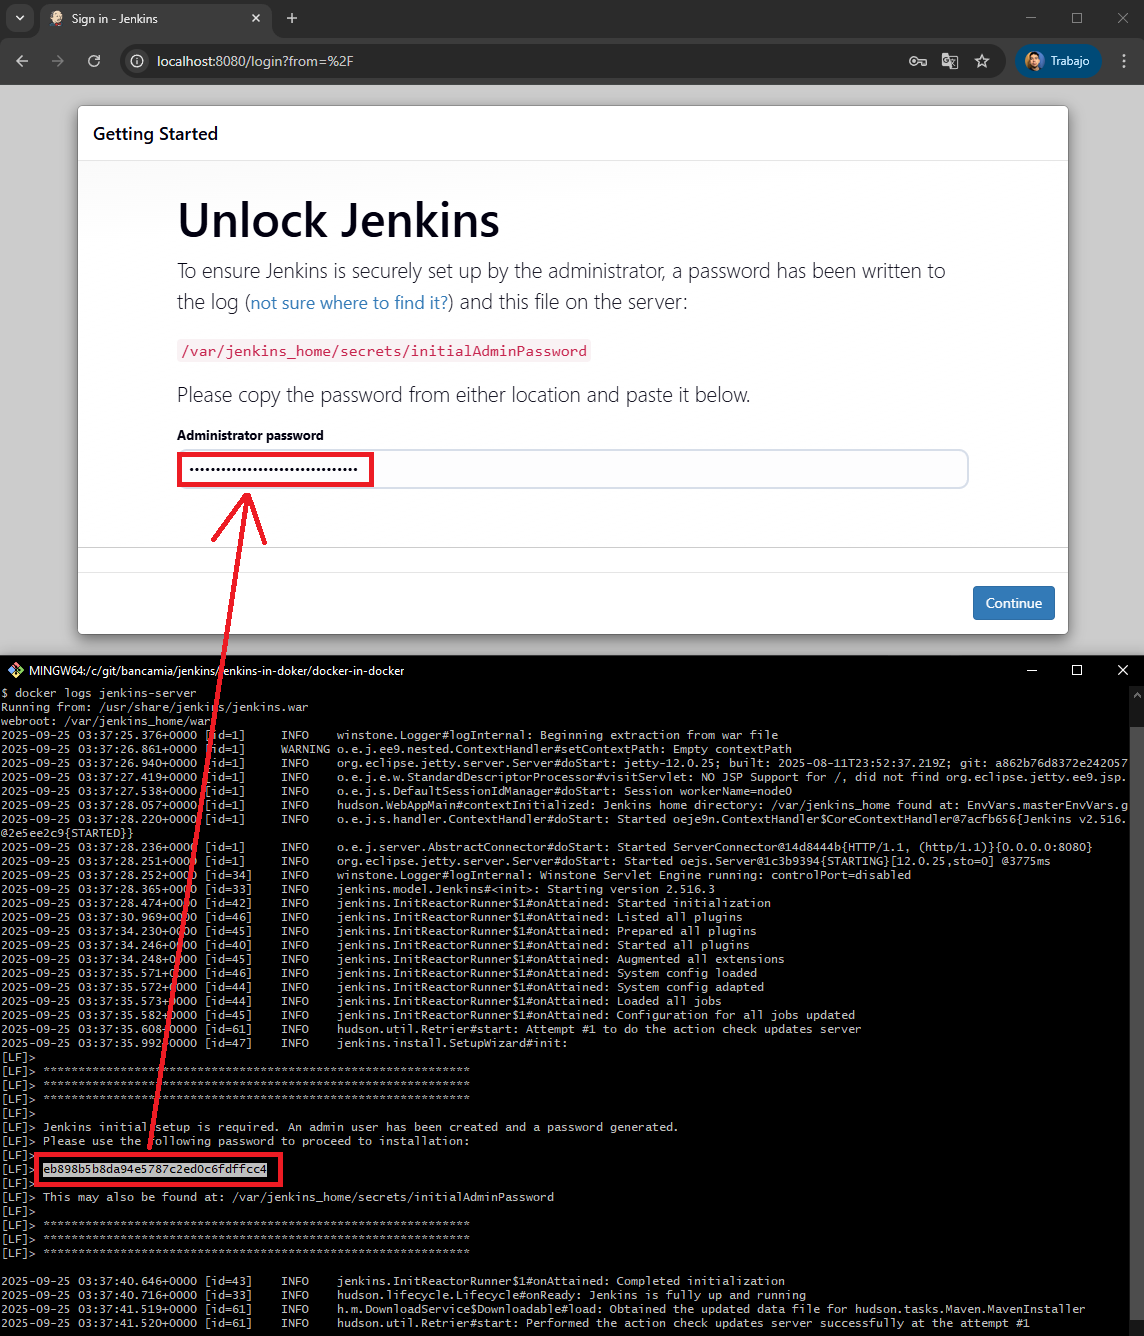 Sign in - Jenkins
localhost:8080/login?from=%2F
Trabajo
Getting Started
Unlock Jenkins
To ensure Jenkins is securely set up by the administrator, a password has been written to
the log (not sure where to find it?) and this file on the server:
/var/jenkins_home/secrets/initialAdminPassword
Please copy the password from either location and paste it below.
Administrator password
••••••••••••••••••••••••••••••••
Continue
MINGW64:/c/git/bancamia/jenkins/jenkins-in-doker/docker-in-docker
$ docker logs jenkins-server
Running from: /usr/share/jenkins/jenkins.war
webroot: /var/jenkins_home/war
2025-09-25 03:37:25.376+0000 [id=1]     INFO    winstone.Logger#logInternal: Beginning extraction from war file
2025-09-25 03:37:26.861+0000 [id=1]     WARNING o.e.j.ee9.nested.ContextHandler#setContextPath: Empty contextPath
2025-09-25 03:37:26.940+0000 [id=1]     INFO    org.eclipse.jetty.server.Server#doStart: jetty-12.0.25; built: 2025-08-11T23:52:37.219Z; git: a862b76d8372e242057
2025-09-25 03:37:27.419+0000 [id=1]     INFO    o.e.j.e.w.StandardDescriptorProcessor#visitServlet: NO JSP Support for /, did not find org.eclipse.jetty.ee9.jsp.
2025-09-25 03:37:27.538+0000 [id=1]     INFO    o.e.j.s.DefaultSessionIdManager#doStart: Session workerName=node0
2025-09-25 03:37:28.057+0000 [id=1]     INFO    hudson.WebAppMain#contextInitialized: Jenkins home directory: /var/jenkins_home found at: EnvVars.masterEnvVars.g
2025-09-25 03:37:28.220+0000 [id=1]     INFO    o.e.j.s.handler.ContextHandler#doStart: Started oeje9n.ContextHandler$CoreContextHandler@7acfb656{Jenkins v2.516.
@2e5ee2c9{STARTED}}
2025-09-25 03:37:28.236+0000 [id=1]     INFO    o.e.j.server.AbstractConnector#doStart: Started ServerConnector@14d8444b{HTTP/1.1, (http/1.1)}{0.0.0.0:8080}
2025-09-25 03:37:28.251+0000 [id=1]     INFO    org.eclipse.jetty.server.Server#doStart: Started oejs.Server@1c3b9394{STARTING}[12.0.25,sto=0] @3775ms
2025-09-25 03:37:28.252+0000 [id=34]    INFO    winstone.Logger#logInternal: Winstone Servlet Engine running: controlPort=disabled
2025-09-25 03:37:28.365+0000 [id=33]    INFO    jenkins.model.Jenkins#<init>: Starting version 2.516.3
2025-09-25 03:37:28.474+0000 [id=42]    INFO    jenkins.InitReactorRunner$1#onAttained: Started initialization
2025-09-25 03:37:30.969+0000 [id=46]    INFO    jenkins.InitReactorRunner$1#onAttained: Listed all plugins
2025-09-25 03:37:34.230+0000 [id=45]    INFO    jenkins.InitReactorRunner$1#onAttained: Prepared all plugins
2025-09-25 03:37:34.246+0000 [id=40]    INFO    jenkins.InitReactorRunner$1#onAttained: Started all plugins
2025-09-25 03:37:34.248+0000 [id=45]    INFO    jenkins.InitReactorRunner$1#onAttained: Augmented all extensions
2025-09-25 03:37:35.571+0000 [id=46]    INFO    jenkins.InitReactorRunner$1#onAttained: System config loaded
2025-09-25 03:37:35.572+0000 [id=44]    INFO    jenkins.InitReactorRunner$1#onAttained: System config adapted
2025-09-25 03:37:35.573+0000 [id=44]    INFO    jenkins.InitReactorRunner$1#onAttained: Loaded all jobs
2025-09-25 03:37:35.582+0000 [id=45]    INFO    jenkins.InitReactorRunner$1#onAttained: Configuration for all jobs updated
2025-09-25 03:37:35.608+0000 [id=61]    INFO    hudson.util.Retrier#start: Attempt #1 to do the action check updates server
2025-09-25 03:37:35.992+0000 [id=47]    INFO    jenkins.install.SetupWizard#init:
[LF]>
[LF]> *************************************************************
[LF]> *************************************************************
[LF]> *************************************************************
[LF]>
[LF]> Jenkins initial setup is required. An admin user has been created and a password generated.
[LF]> Please use the following password to proceed to installation:
[LF]>
[LF]> eb898b5b8da94e5787c2ed0c6fdffcc4
[LF]>
[LF]> This may also be found at: /var/jenkins_home/secrets/initialAdminPassword
[LF]>
[LF]> *************************************************************
[LF]> *************************************************************
[LF]> *************************************************************
2025-09-25 03:37:40.646+0000 [id=43]    INFO    jenkins.InitReactorRunner$1#onAttained: Completed initialization
2025-09-25 03:37:40.716+0000 [id=33]    INFO    hudson.lifecycle.Lifecycle#onReady: Jenkins is fully up and running
2025-09-25 03:37:41.519+0000 [id=61]    INFO    h.m.DownloadService$Downloadable#load: Obtained the updated data file for hudson.tasks.Maven.MavenInstaller
2025-09-25 03:37:41.520+0000 [id=61]    INFO    hudson.util.Retrier#start: Performed the action check updates server successfully at the attempt #1